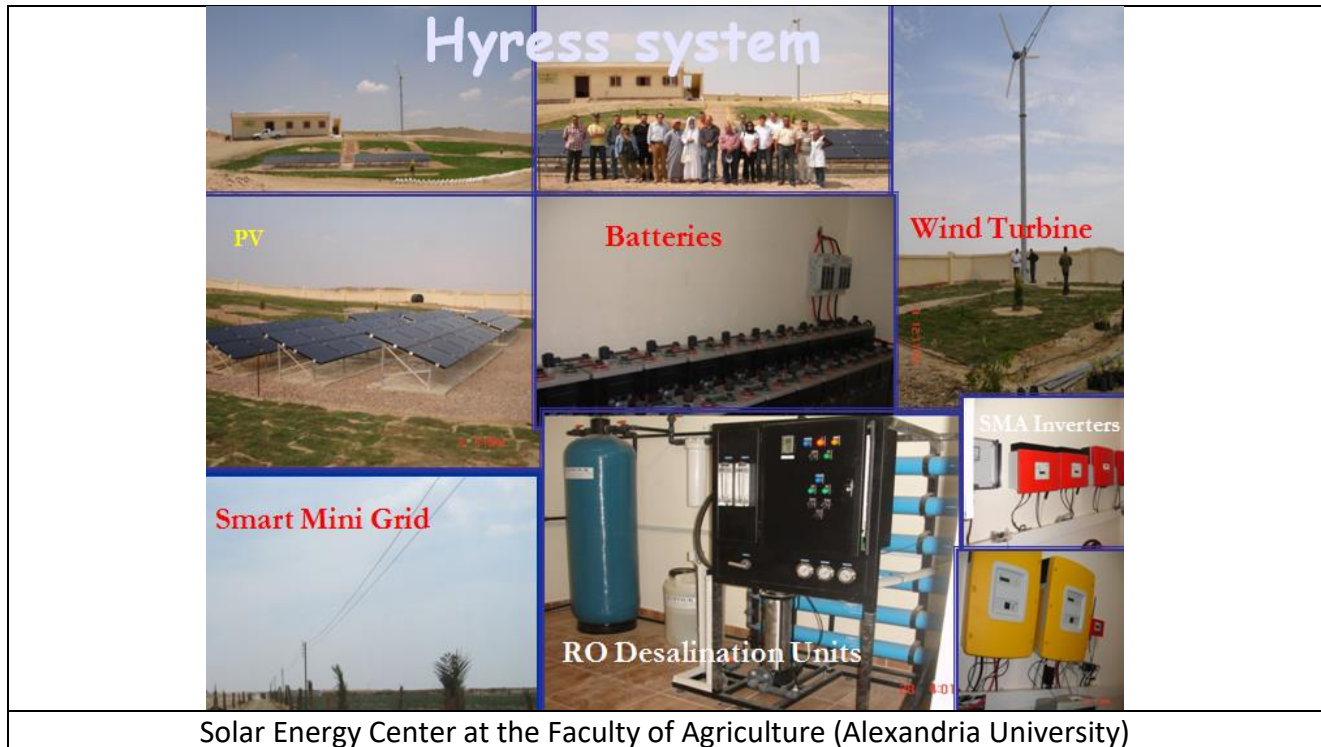 Hyress system
PV
Batteries
Wind Turbine
SMA Inverters
Smart Mini Grid
RO Desalination Units
Solar Energy Center at the Faculty of Agriculture (Alexandria University)